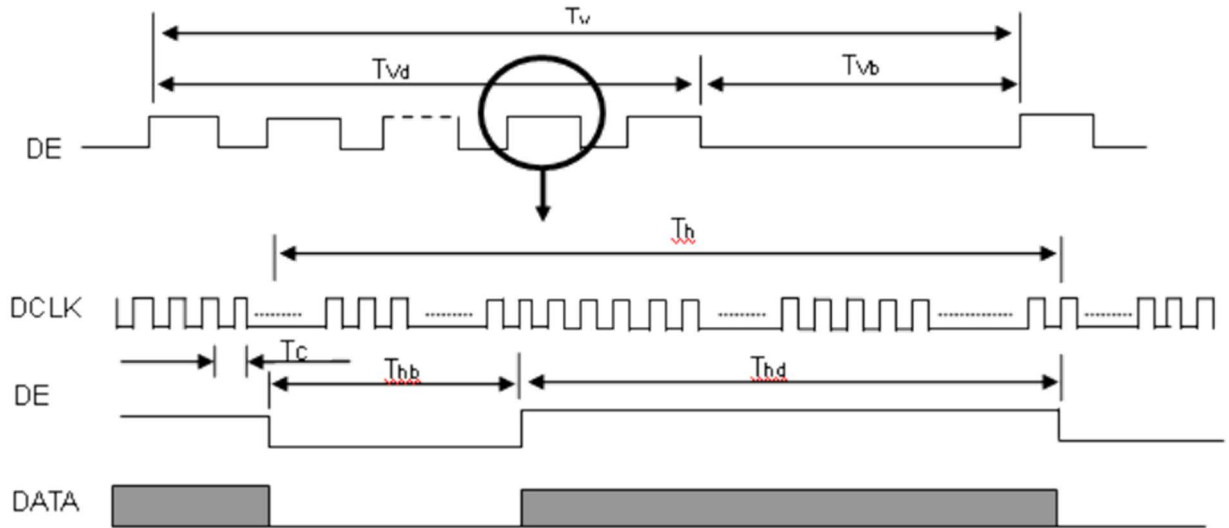 Tv
Tvd
Tvb
DE
Th
DCLK
Tc
Thb
Thd
DE
DATA